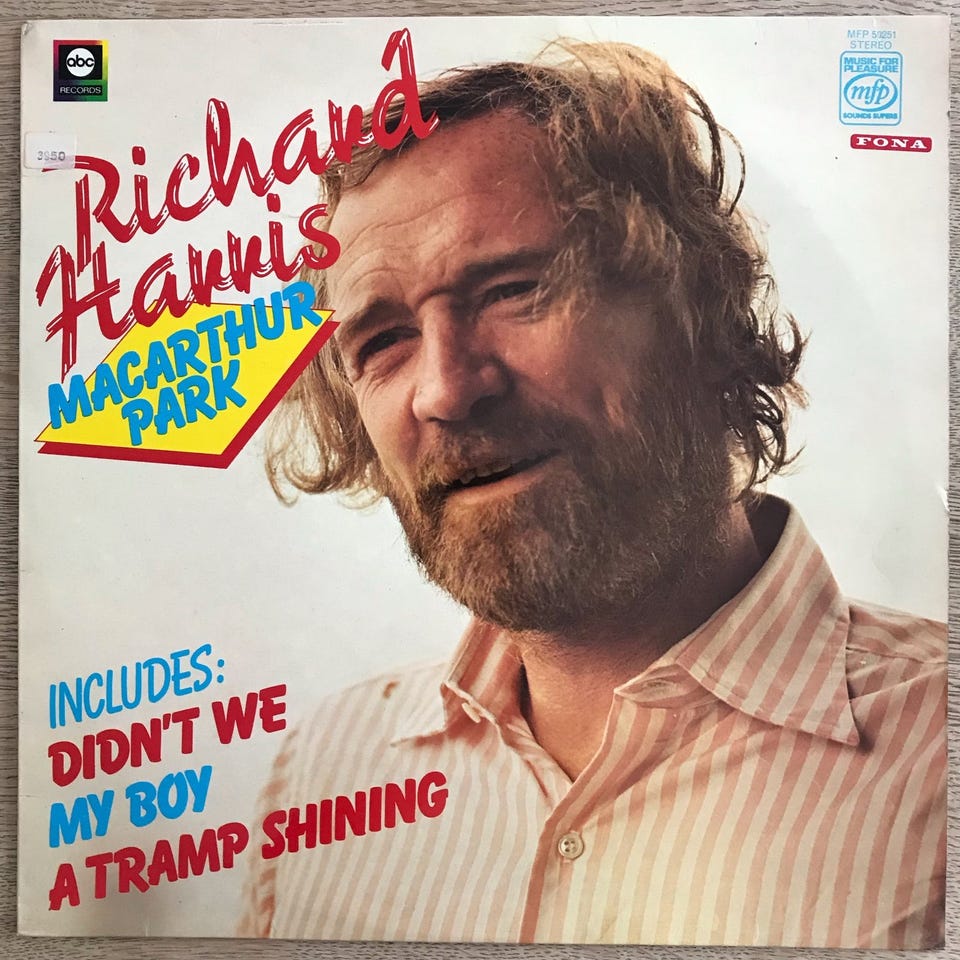 abc
RECORDS
MFP 50251
STEREO
MUSIC FOR
PLEASURE
mfp
SOUNDS SUPERB
FONA
3950
Richard
Harris
MACARTHUR
PARK
INCLUDES:
DIDN'T WE
MY BOY
A TRAMP SHINING